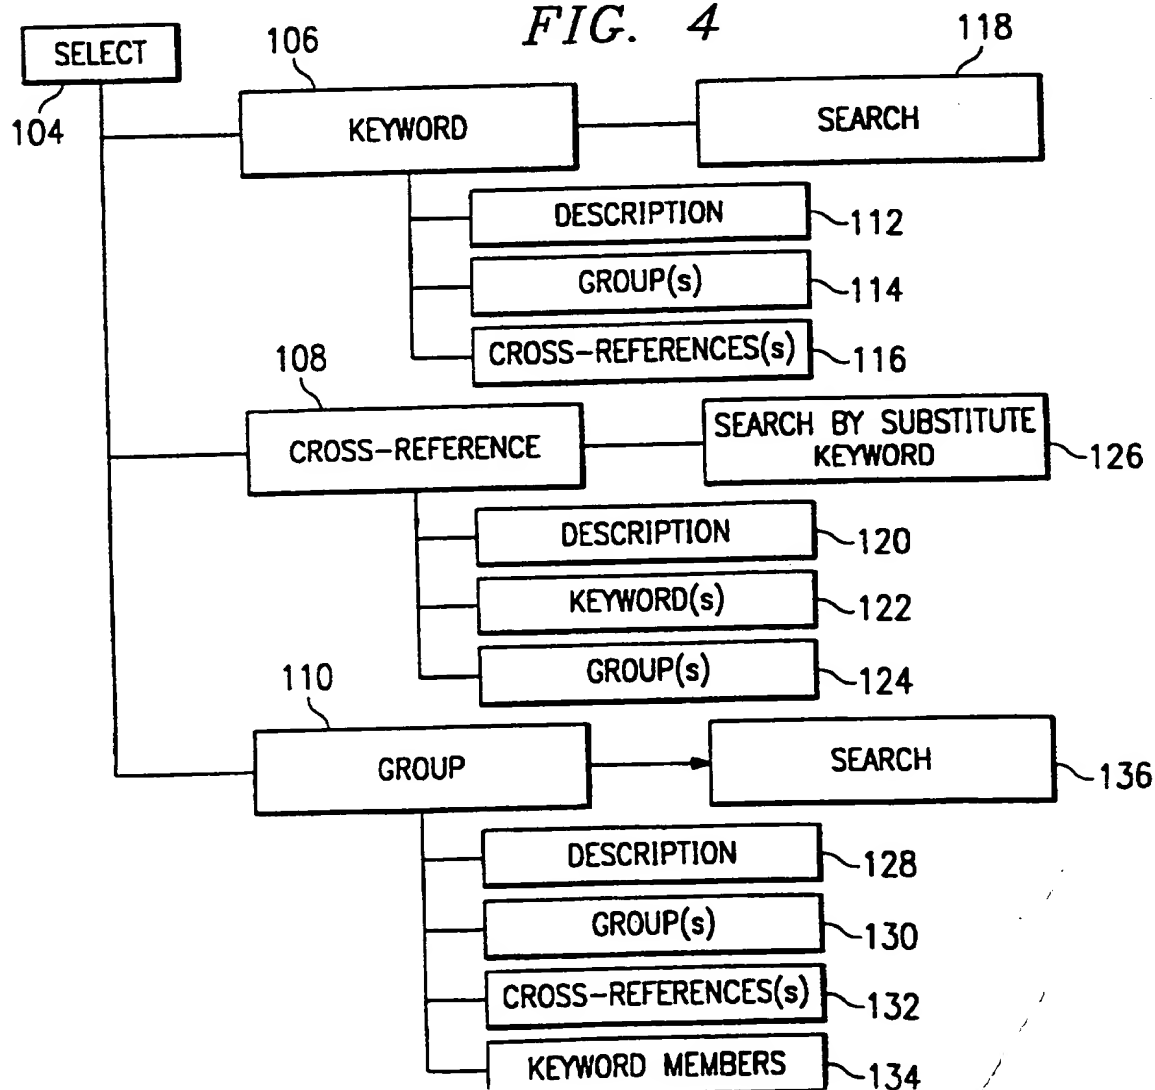 FIG. 4
SELECT
104
106
KEYWORD
118
SEARCH
DESCRIPTION
112
GROUP(s)
114
CROSS-REFERENCES(s)
116
108
CROSS-REFERENCE
SEARCH BY SUBSTITUTE
KEYWORD
126
DESCRIPTION
120
KEYWORD(s)
122
GROUP(s)
124
110
GROUP
SEARCH
136
DESCRIPTION
128
GROUP(s)
130
CROSS-REFERENCES(s)
132
KEYWORD MEMBERS
134